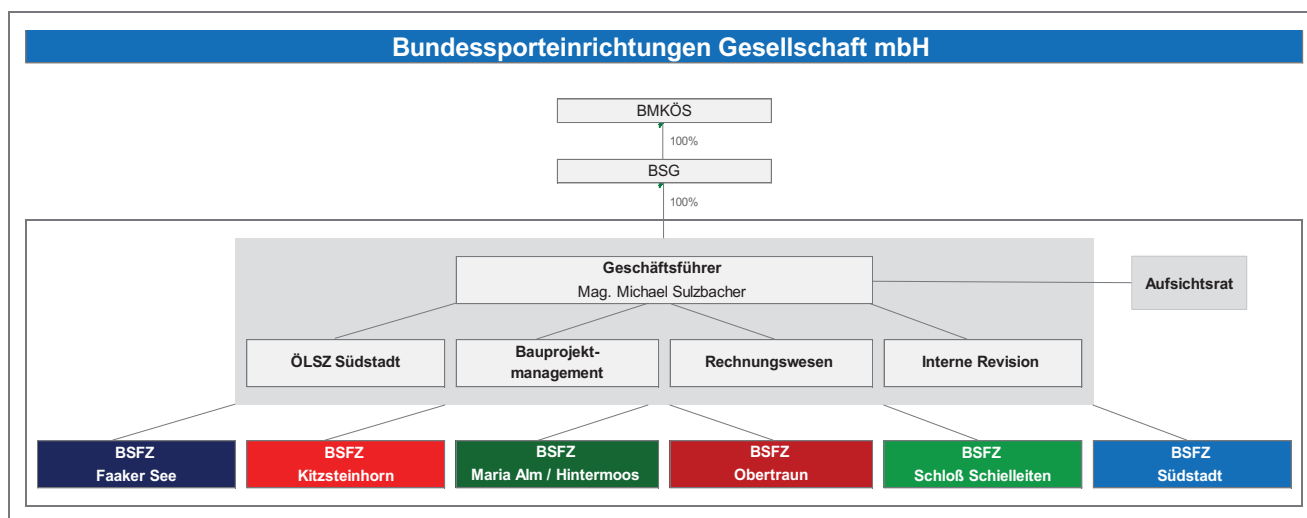 Bundessporteinrichtungen Gesellschaft mbH
BMKÖS
100%
BSG
100%
Geschäftsführer
Mag. Michael Sulzbacher
Aufsichtsrat
ÖLSZ Südstadt
Bauprojekt-
management
Rechnungswesen
Interne Revision
BSFZ
Faaker See
BSFZ
Kitzsteinhorn
BSFZ
Maria Alm / Hintermoos
BSFZ
Obertraun
BSFZ
Schloß Schielleiten
BSFZ
Südstadt